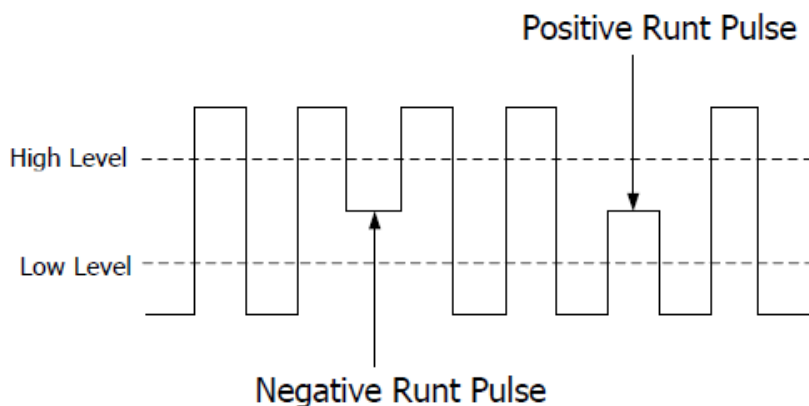 Positive Runt Pulse
High Level
Low Level
Negative Runt Pulse